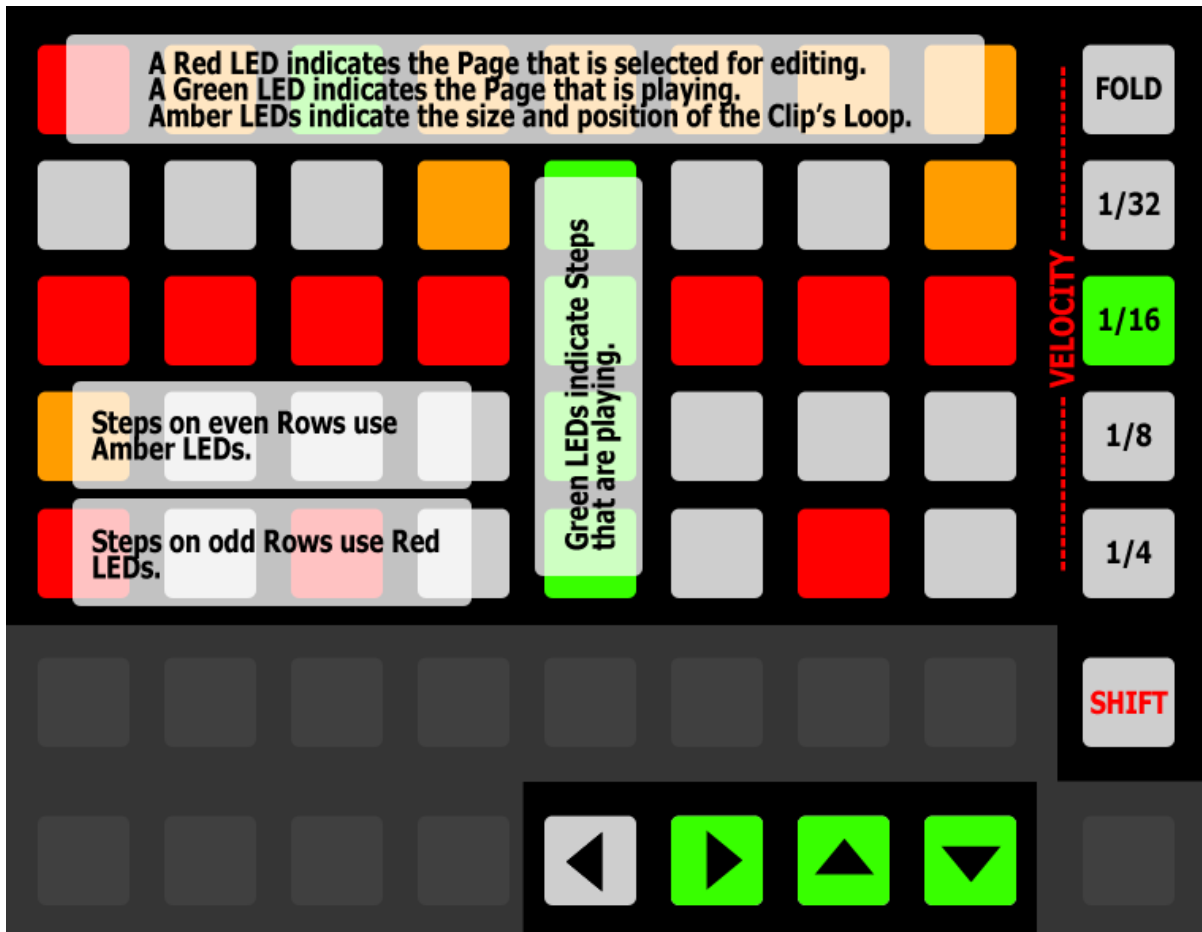 A Red LED indicates the Page that is selected for editing.
A Green LED indicates the Page that is playing.
Amber LEDs indicate the size and position of the Clip's Loop.
FOLD
1/32
Green LEDs indicate Steps
that are playing.
VELOCITY
1/16
Steps on even Rows use
Amber LEDs.
1/8
Steps on odd Rows use Red
LEDs.
1/4
SHIFT